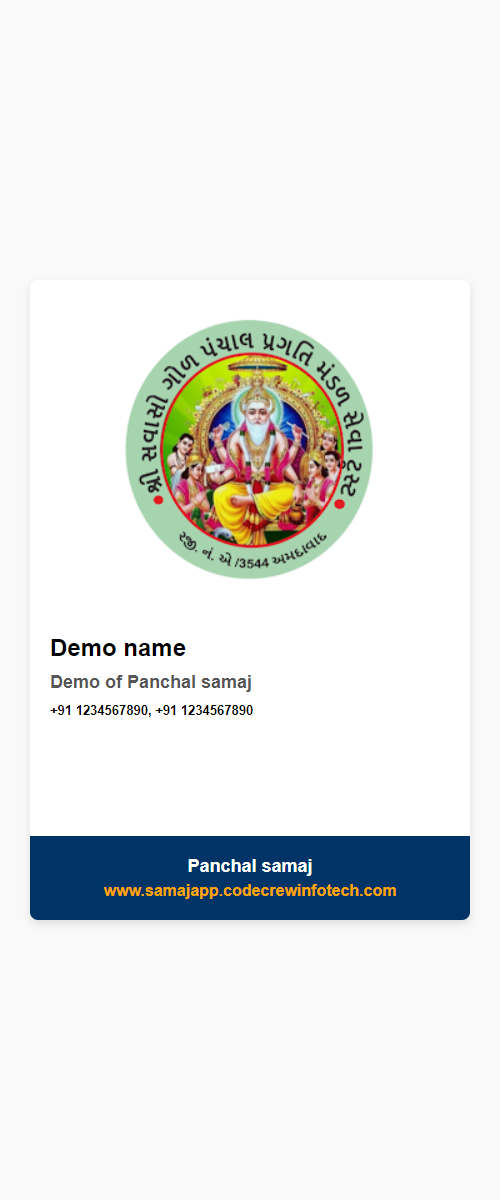 શ્રી સવાસો ગોળ પંચાલ પ્રગતિ મંડળ સેવા ટ્રસ્ટ
રજી. નં. એ /3544 અમદાવાદ
Demo name
Demo of Panchal samaj
+91 1234567890, +91 1234567890
Panchal samaj
www.samajapp.codecrewinfotech.com